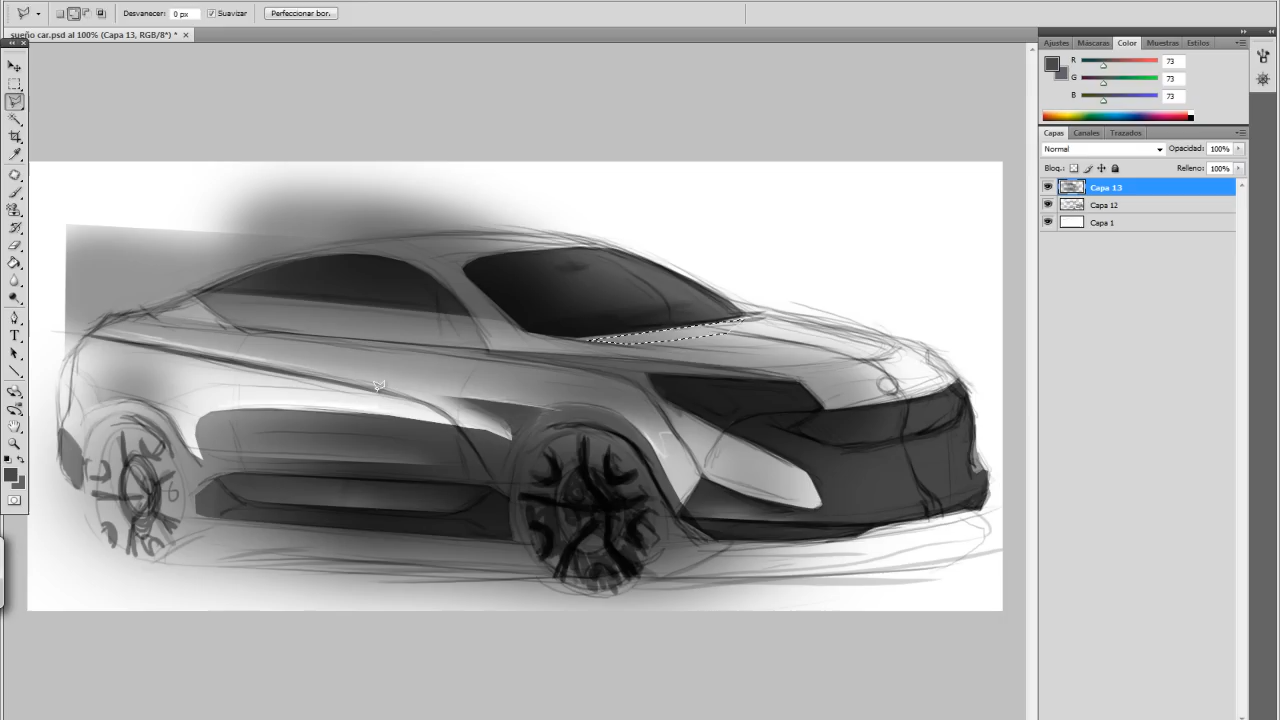 Desvanecer: 0 px Suavizar Perfeccionar bor.
sueño car.psd al 100% (Capa 13, RGB/8*) * x
Ajustes Máscaras Color Muestras Estilos
R 73
G 73
B 73
Capas Canales Trazados
Normal Opacidad: 100%
Bloq.: Relleno: 100%
Capa 13
Capa 12
Capa 1